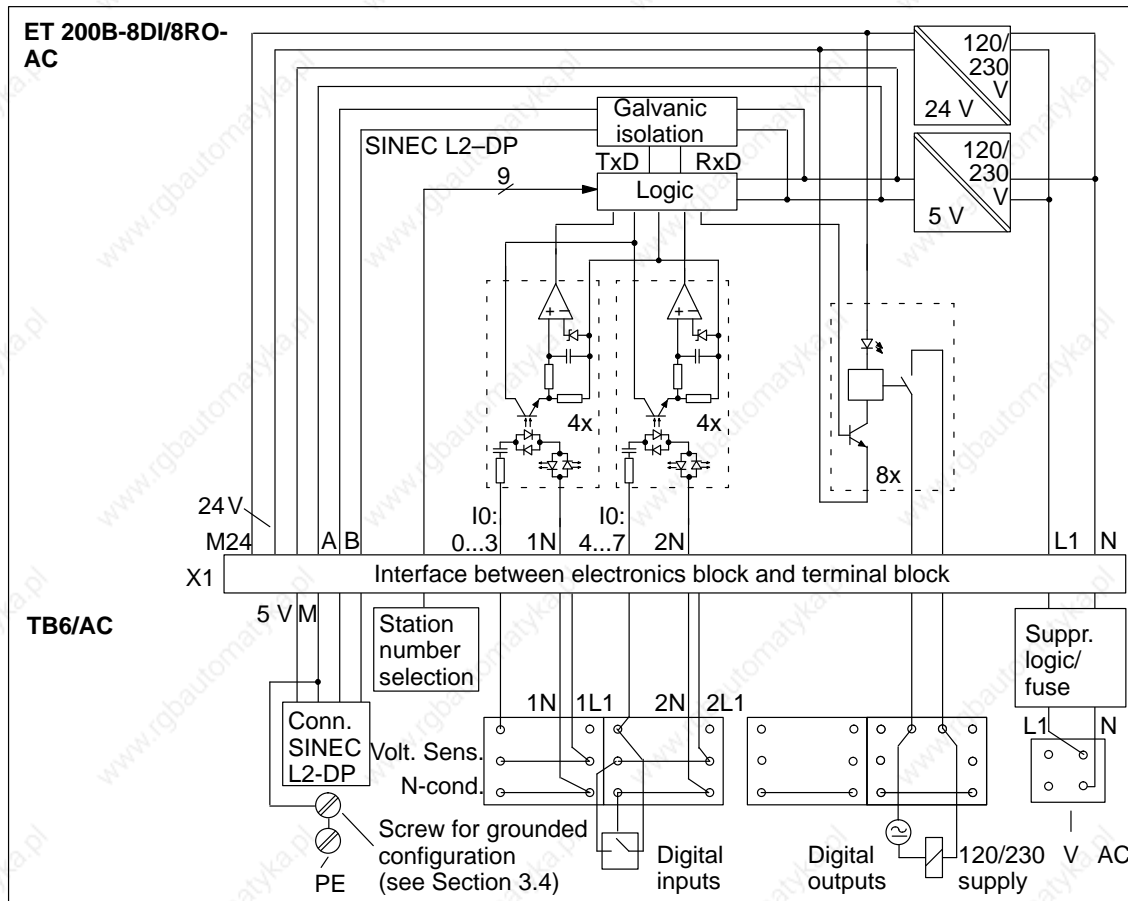 ET 200B-8DI/8RO-
AC
120/
230
V
24 V
Galvanic
isolation
SINEC L2–DP
TxD RxD
120/
230
V
5 V
9
Logic
+ −
+ −
4x
4x
8x
24 V
I0:
I0:
M24 A B 0...3 1N 4...7 2N L1 N
X1 Interface between electronics block and terminal block
5 V M
TB6/AC
Station
number
selection
Suppr.
logic/
fuse
1N 1L1 2N 2L1
Conn.
SINEC
L2-DP
L1 N
Volt. Sens.
N-cond.
Screw for grounded
configuration
(see Section 3.4)
PE
Digital
inputs
Digital
outputs
120/230
supply
V AC
www.rgbautomatyka.pl